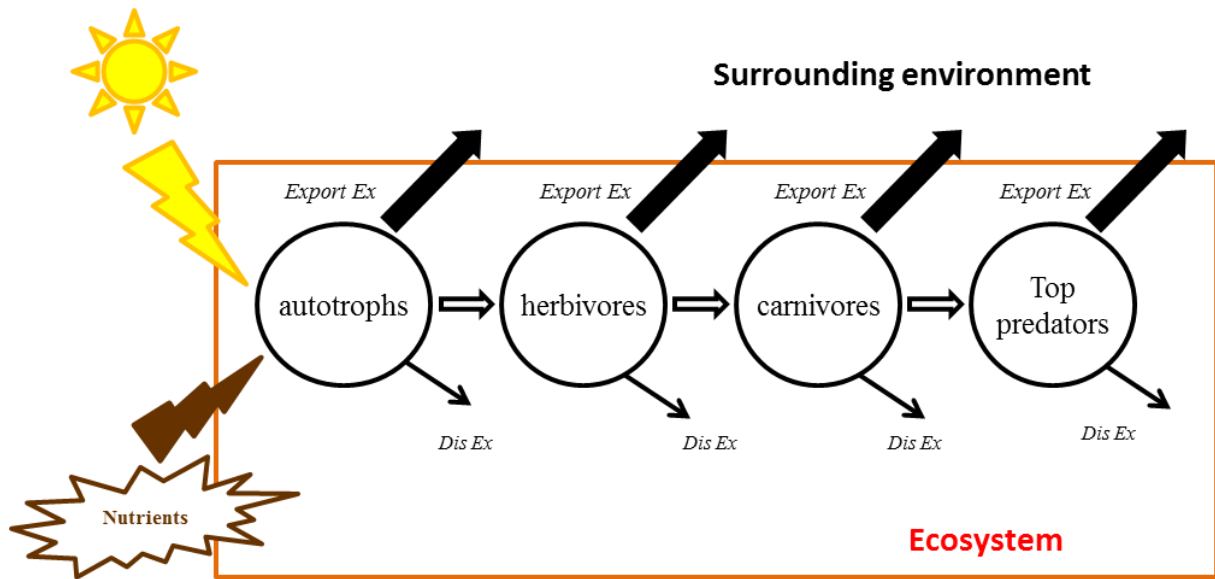 Surrounding environment
Export Ex
Export Ex
Export Ex
Export Ex
autotrophs
herbivores
carnivores
Top
predators
Dis Ex
Dis Ex
Dis Ex
Dis Ex
Nutrients
Ecosystem